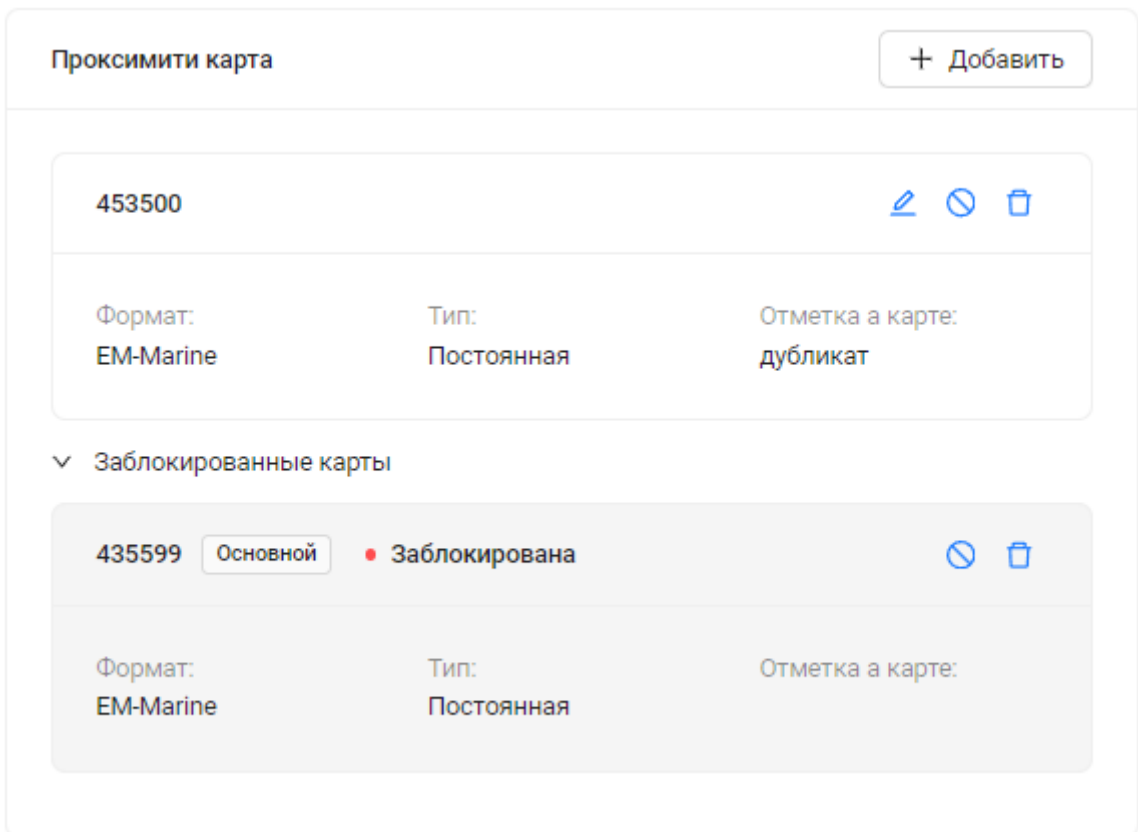 Проксимити карта + Добавить
453500
Формат: Тип: Отметка а карте:
EM-Marine Постоянная дубликат
Заблокированные карты
435599 Основной • Заблокирована
Формат: Тип: Отметка а карте:
EM-Marine Постоянная